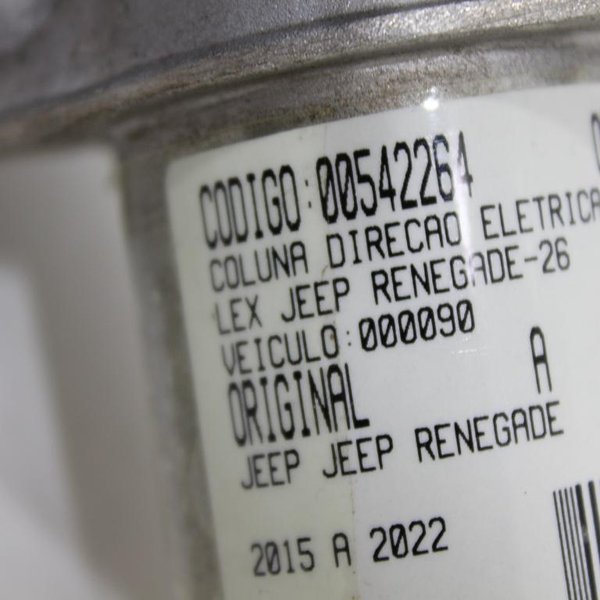 CODIGO:00542264
COLUNA DIRECAO ELETRICA
LEX JEEP RENEGADE-26
VEICULO:000090
ORIGINAL A
JEEP JEEP RENEGADE
2015 A 2022